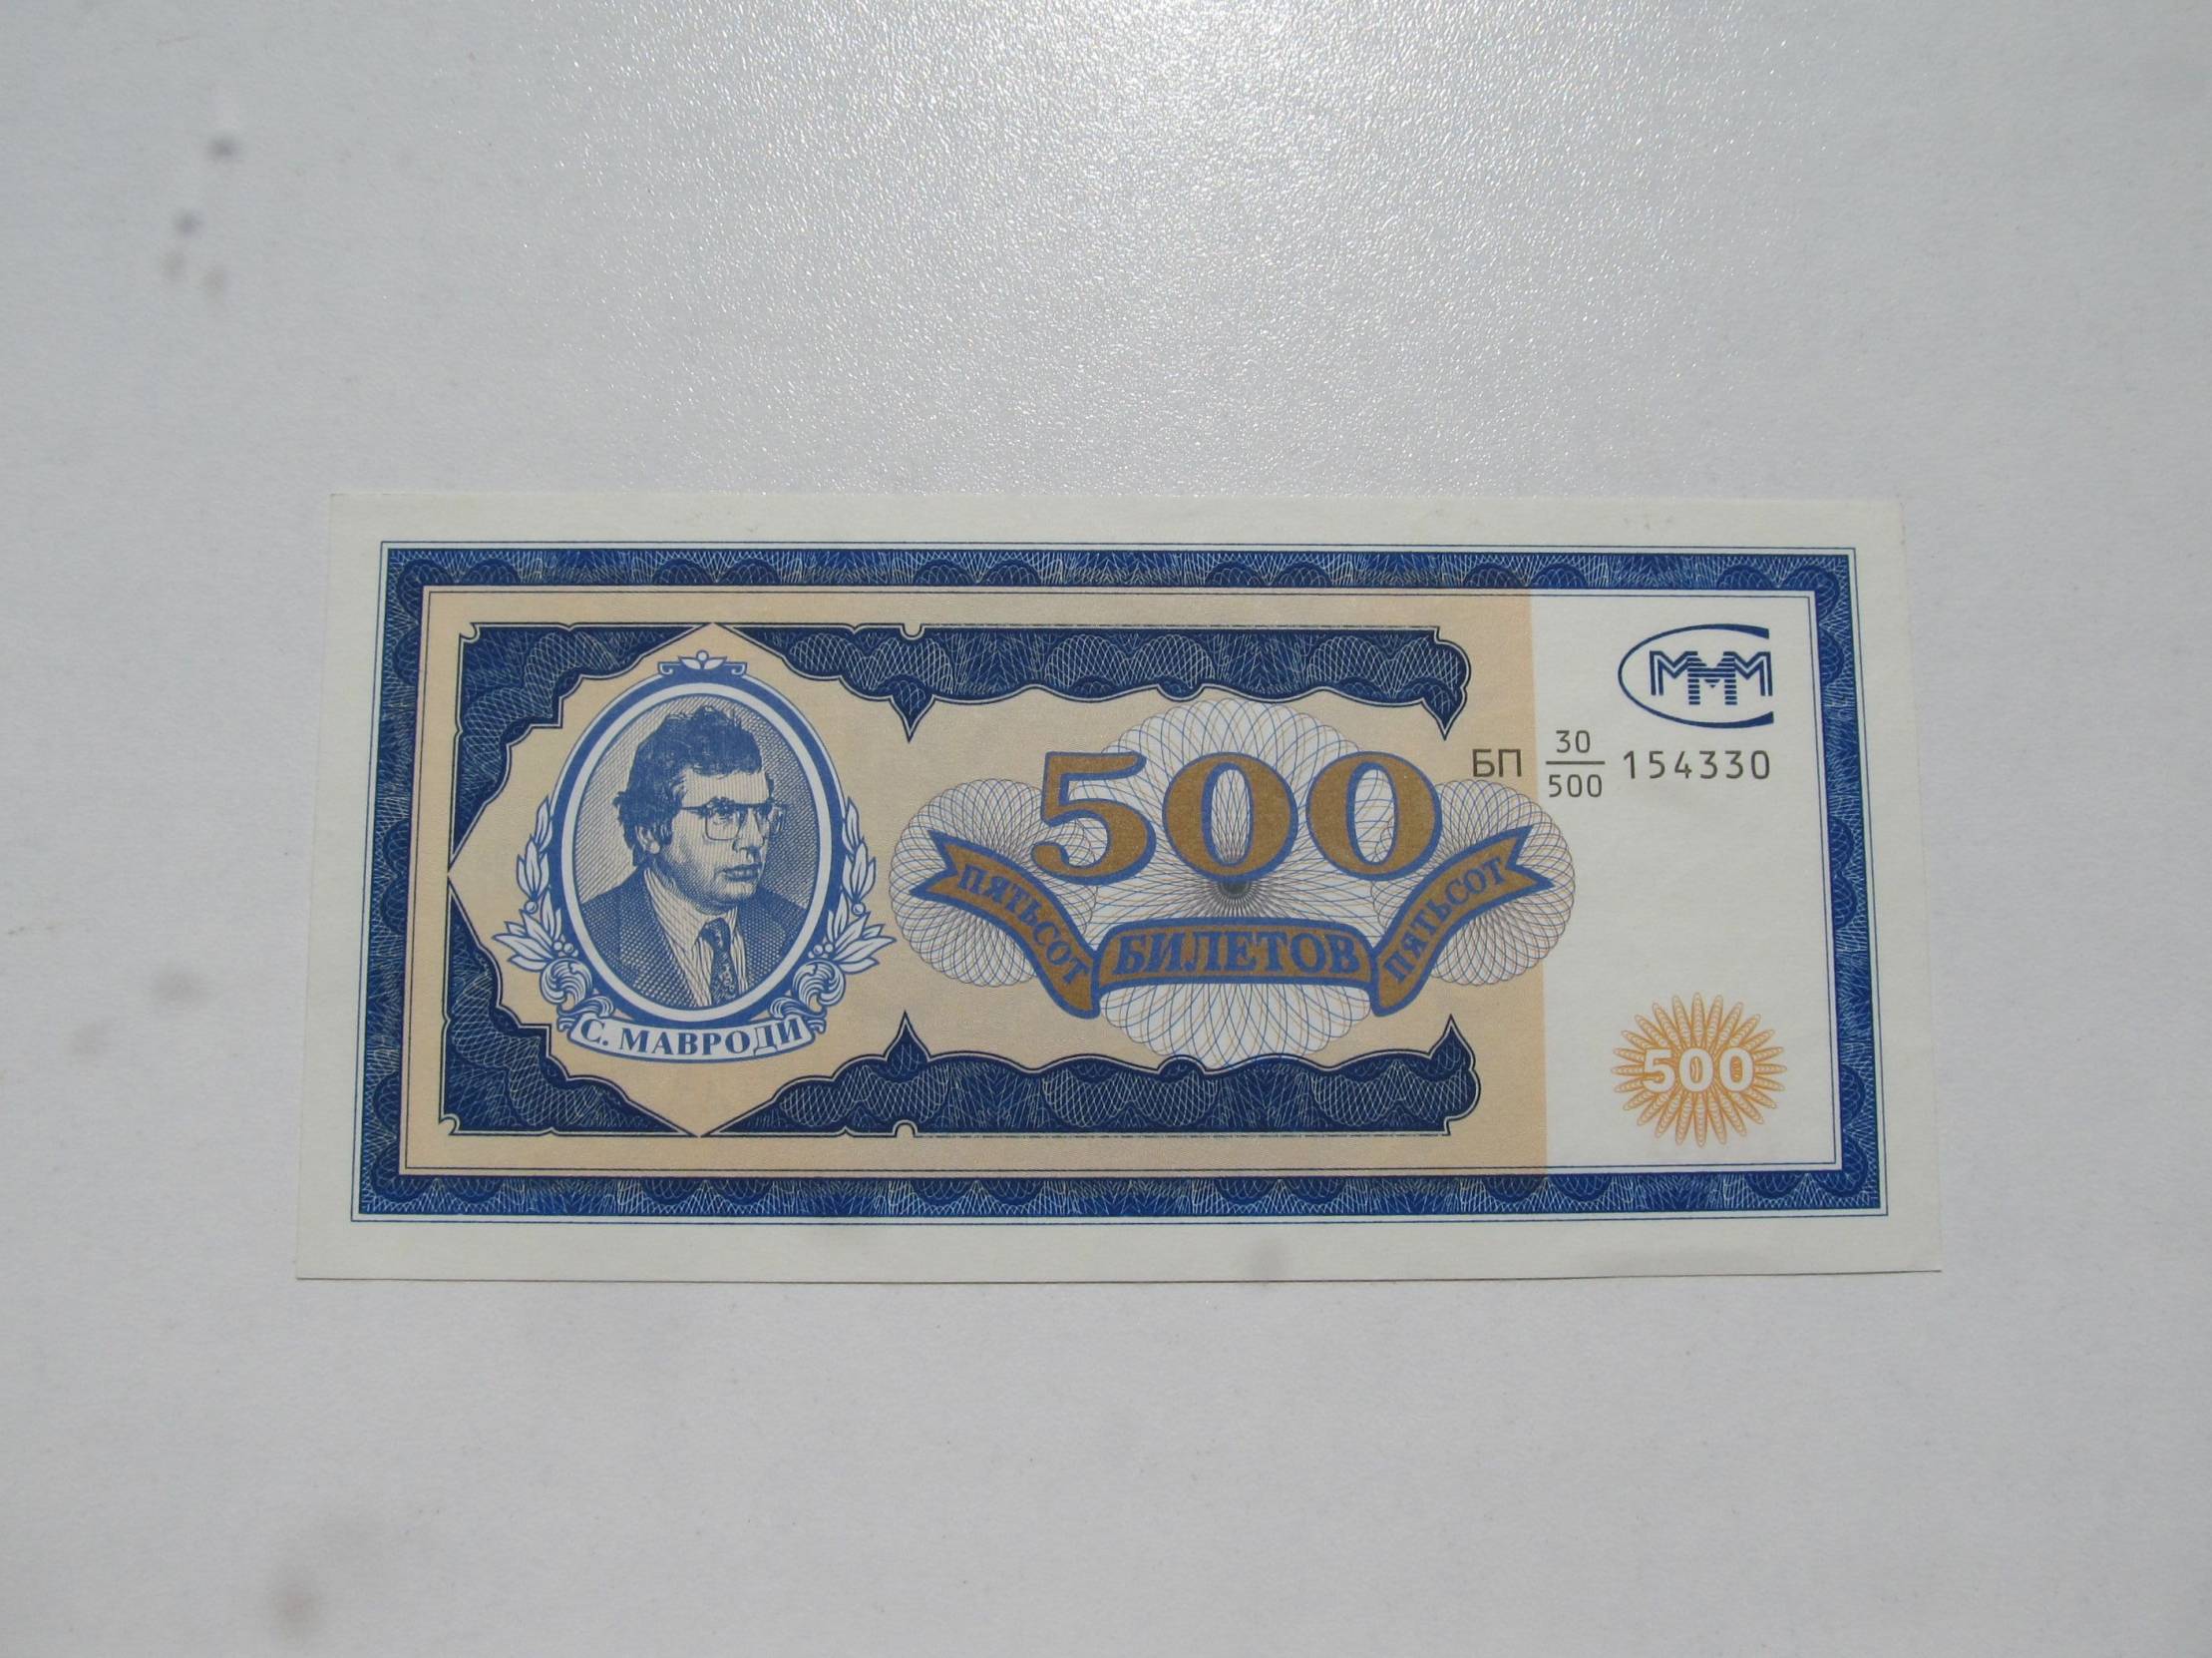 МММ
БП 30/500 154330
500
ПЯТЬСОТ БИЛЕТОВ ПЯТЬСОТ
С. МАВРОДИ
500